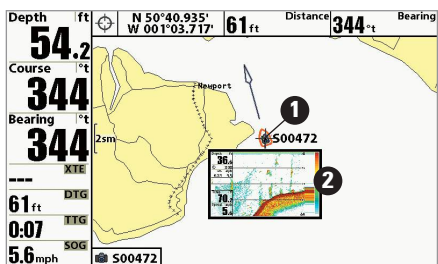 Depth ft
54.2
Course °t
344
Bearing °t
344
XTE
---
DTG
61 ft
TTG
0:07
SOG
5.6 mph
N 50°40.935'
W 001°03.717'
Distance
61 ft
Bearing
344 °t
Newport
2sm
1
S00472
2
36.
70.
5.
S00472